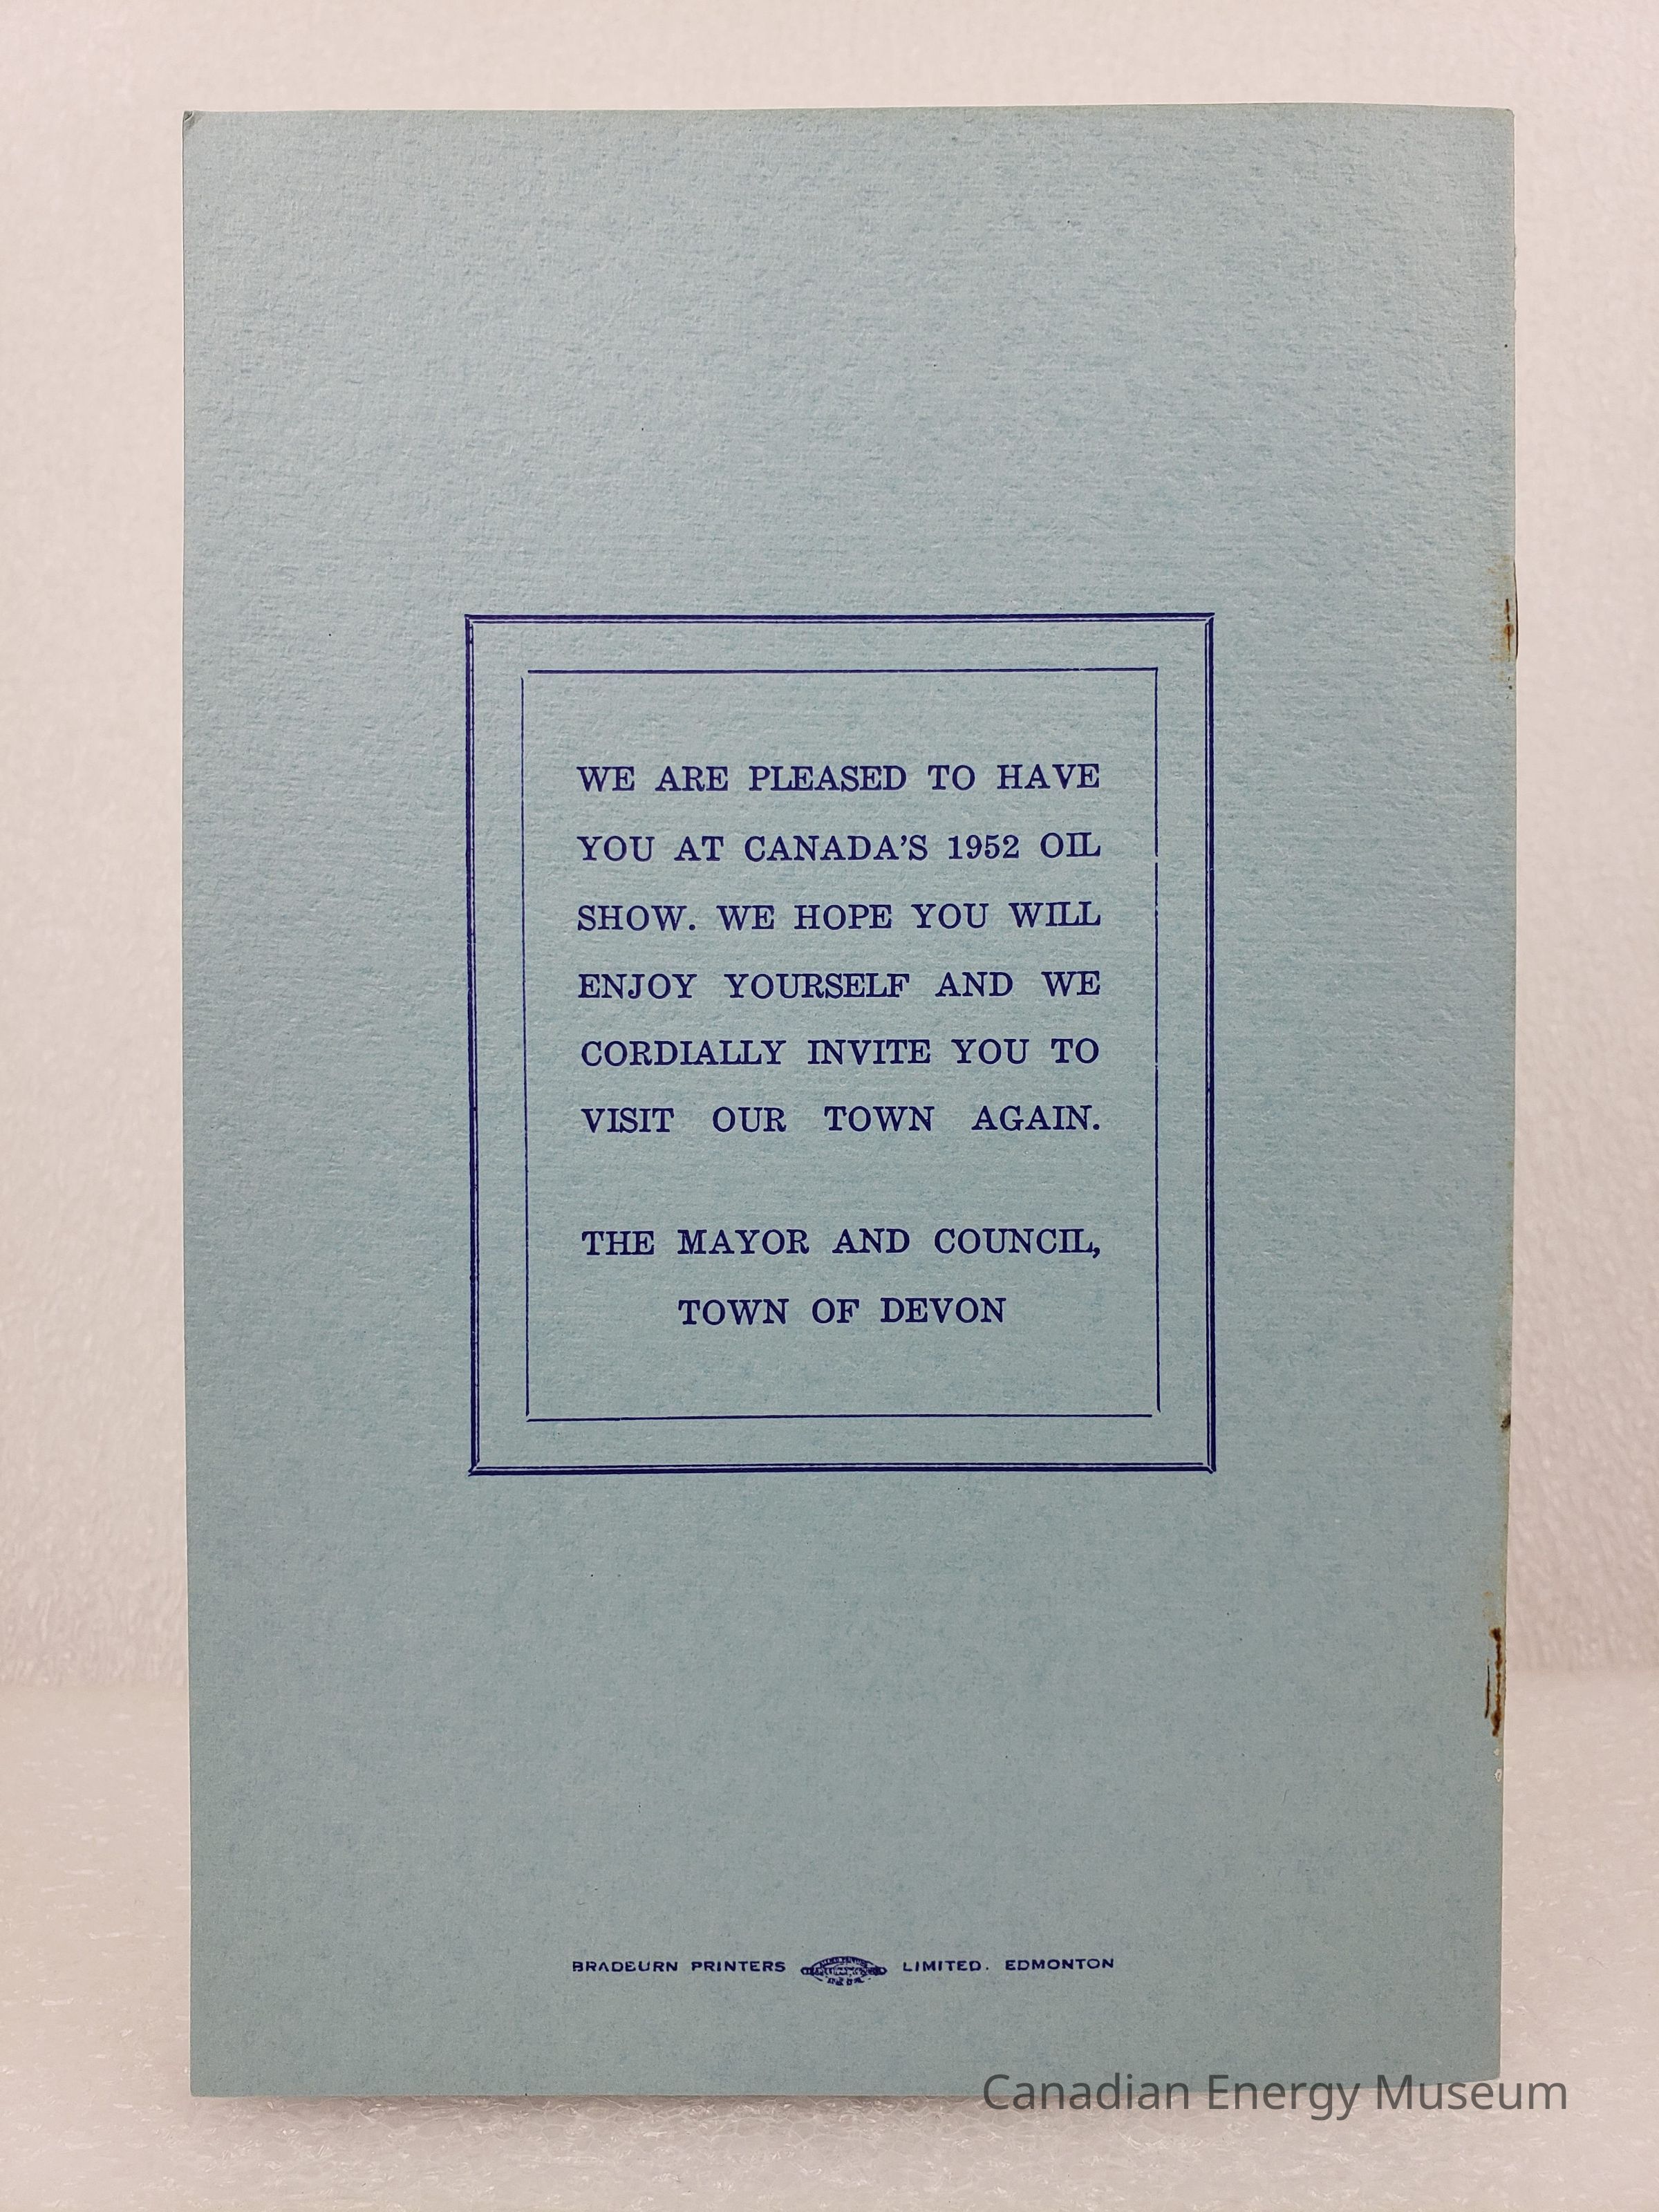 WE ARE PLEASED TO HAVE
YOU AT CANADA'S 1952 OIL
SHOW. WE HOPE YOU WILL
ENJOY YOURSELF AND WE
CORDIALLY INVITE YOU TO
VISIT OUR TOWN AGAIN.
THE MAYOR AND COUNCIL,
TOWN OF DEVON
BRADBURN PRINTERS LIMITED. EDMONTON
Canadian Energy Museum